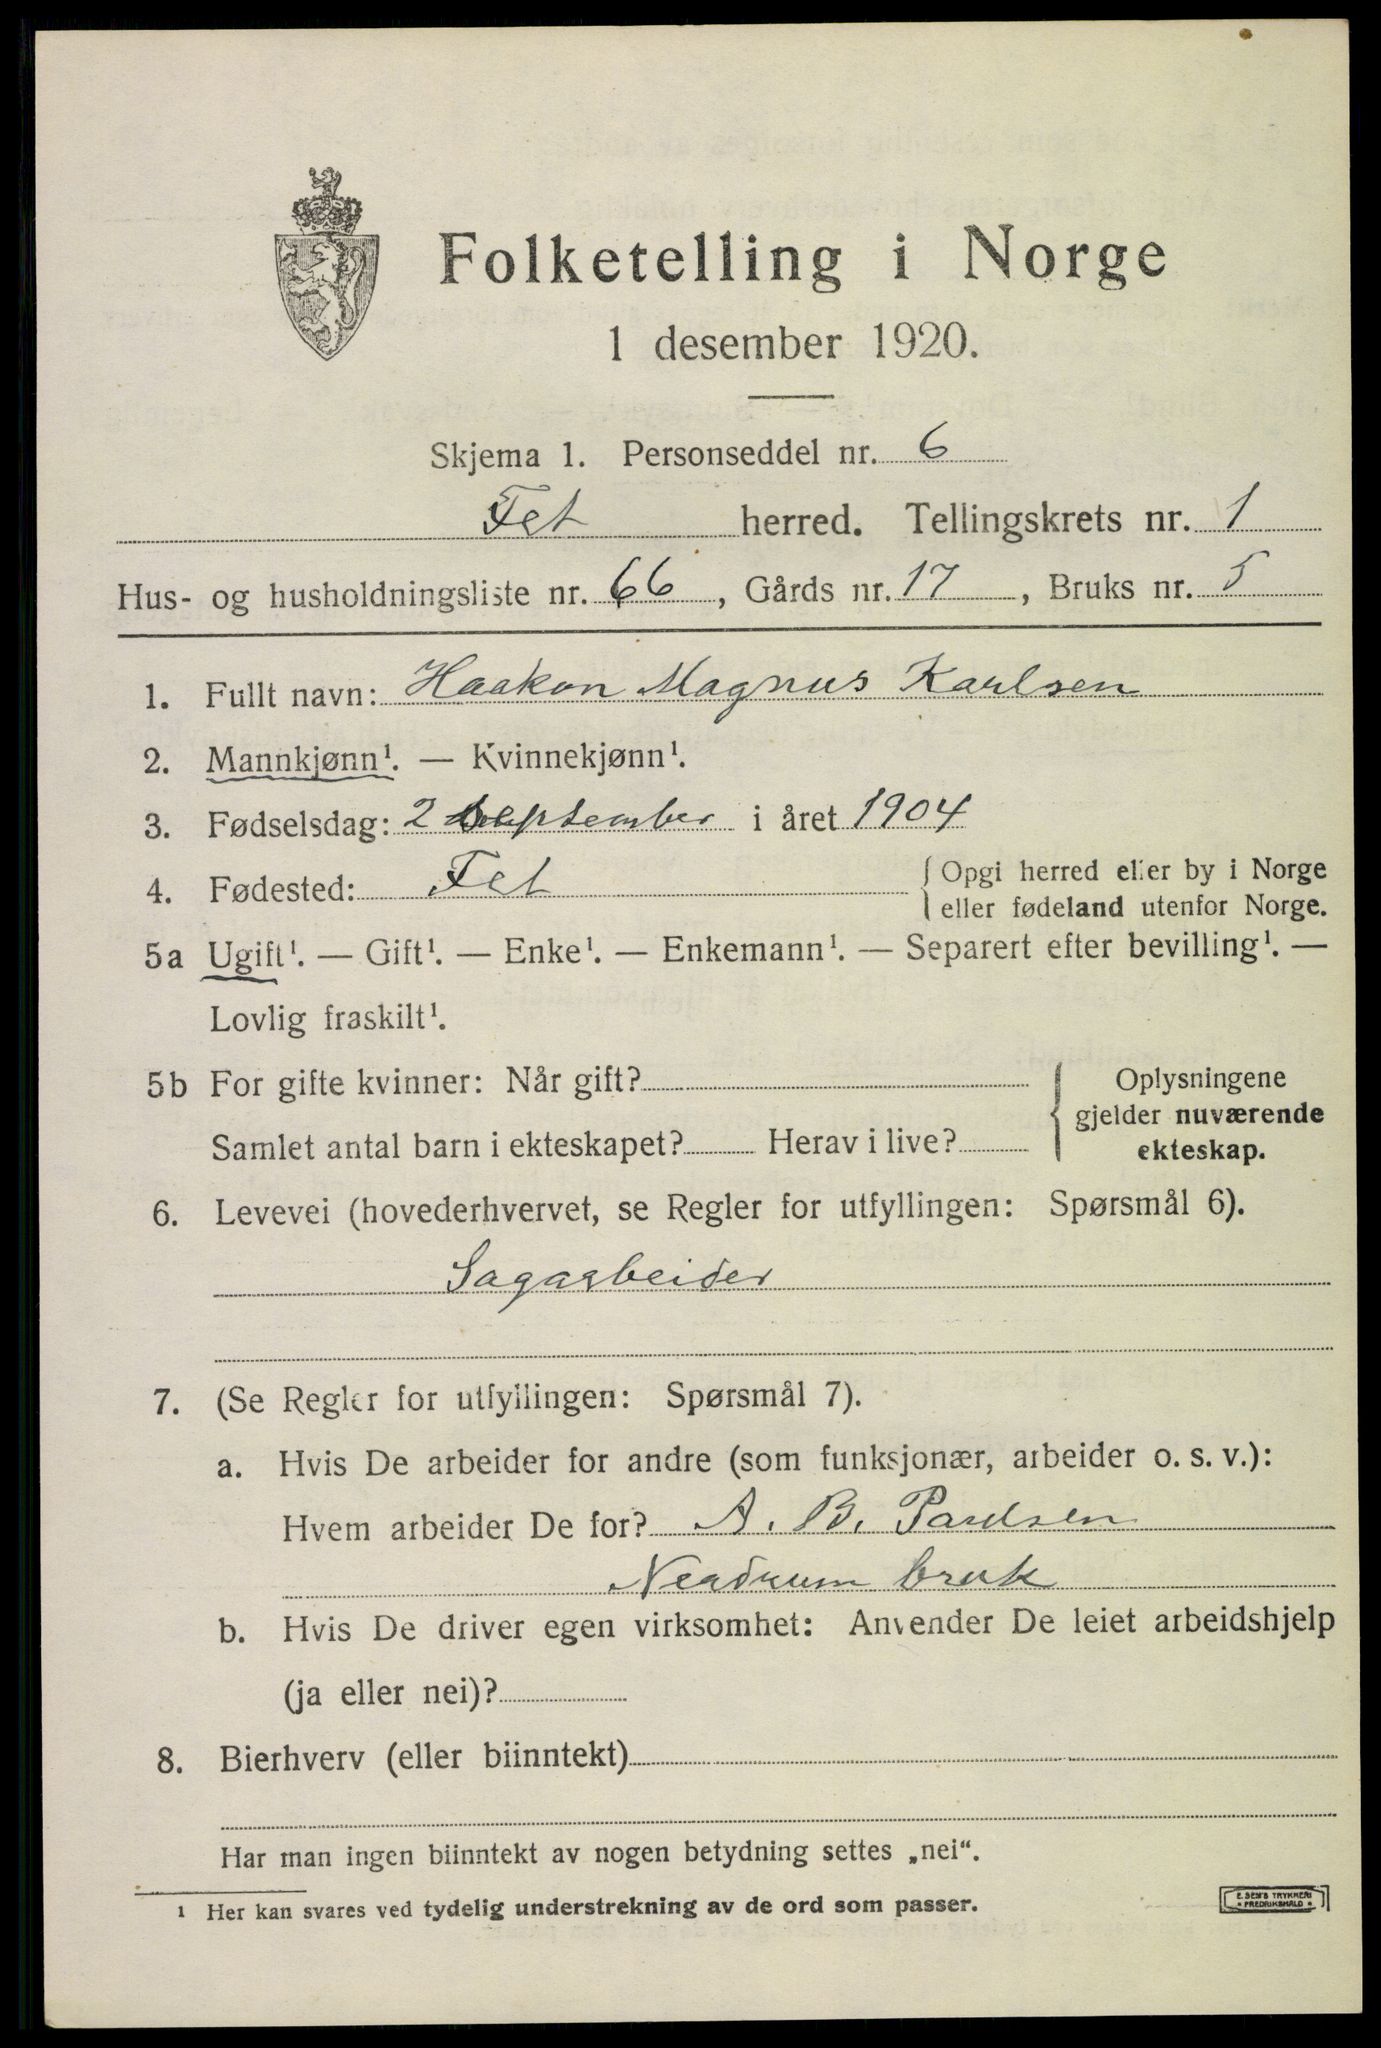 Folketelling i Norge
1 desember 1920.
Skjema 1. Personseddel nr. 6
Fet herred. Tellingskrets nr. 1
Hus- og husholdningsliste nr. 66, Gårds nr. 17, Bruks nr. 5
1. Fullt navn: Haakon Magnus Karlsen
2. Mannkjønn¹. — Kvinnekjønn¹.
3. Fødselsdag: 2 September i året 1904
4. Fødested: Fet { Opgi herred eller by i Norge
eller fødeland utenfor Norge.
5a Ugift¹. — Gift¹. — Enke¹. — Enkemann¹. — Separert efter bevilling¹. —
Lovlig fraskilt¹.
5b For gifte kvinner: Når gift? { Oplysningene
gjelder nuværende
Samlet antal barn i ekteskapet? Herav i live? ekteskap.
6. Levevei (hovederhvervet, se Regler for utfyllingen: Spørsmål 6).
Sagarbeider
7. (Se Regler for utfyllingen: Spørsmål 7).
a. Hvis De arbeider for andre (som funksjonær, arbeider o. s. v.):
Hvem arbeider De for? A. B. Paulsen
bruk
b. Hvis De driver egen virksomhet: Anvender De leiet arbeidshjelp
(ja eller nei)?
8. Bierhverv (eller biinntekt)
Har man ingen biinntekt av nogen betydning settes „nei“.
¹ Her kan svares ved tydelig understrekning av de ord som passer.
E. SEM'S TRYKKERI
• FREDRIKSHALD •